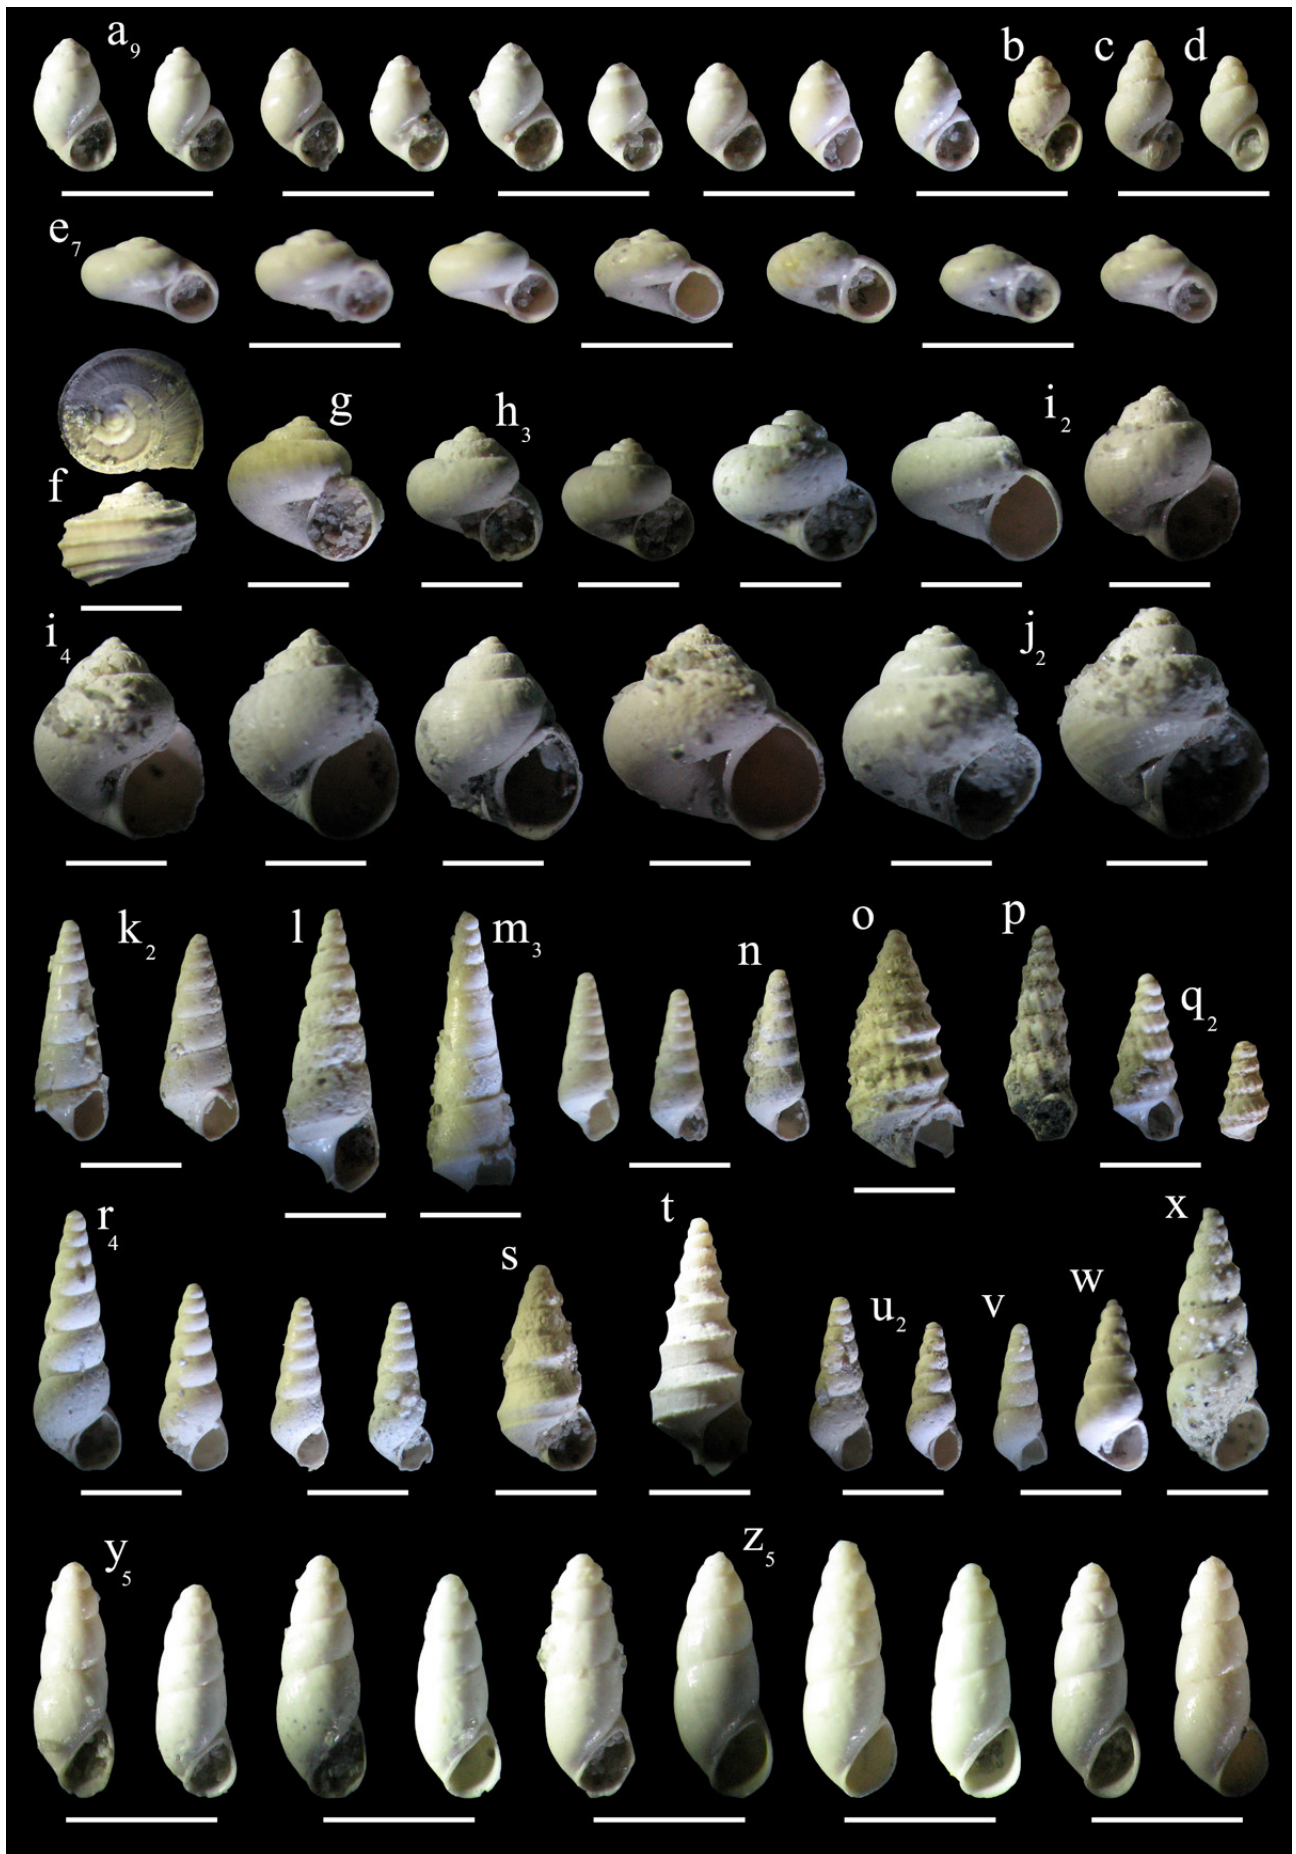 a₉ b c d
e₇
f g h₃ i₂
i₄ j₂
k₂ l m₃ n o p q₂
r₄ s t u₂ v w x
y₅ z₅